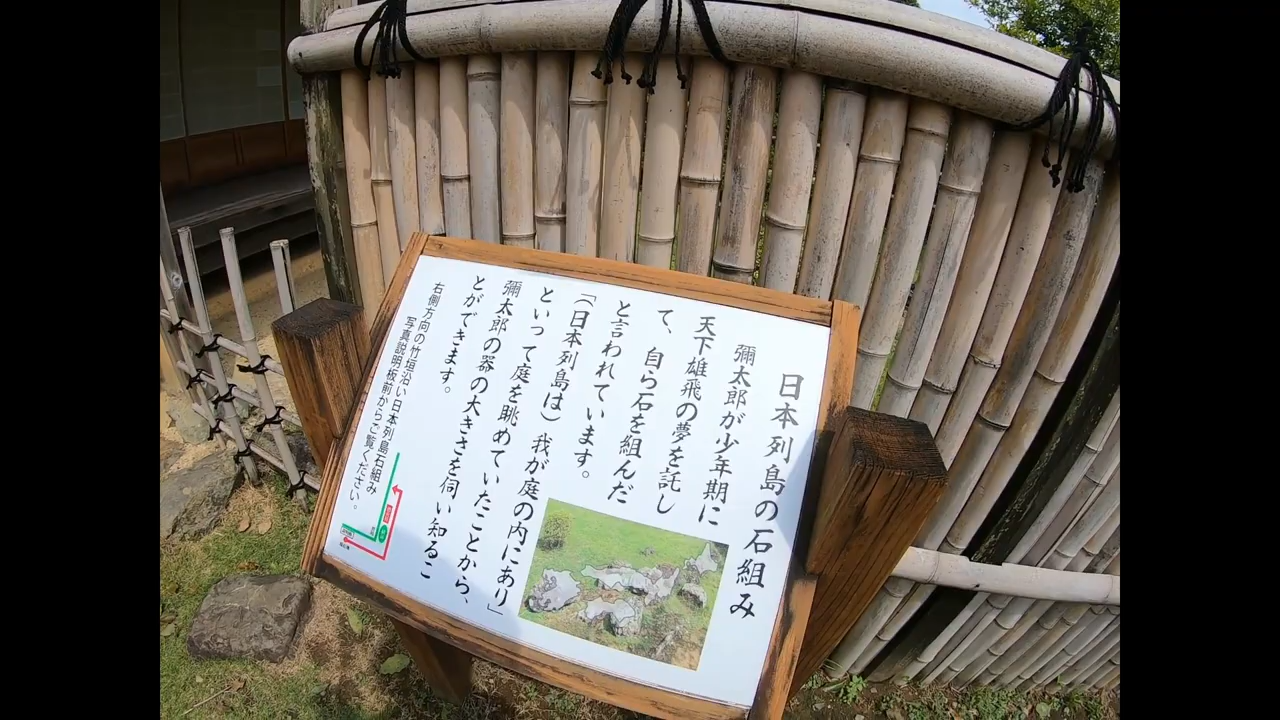 日本列島の石組み
彌太郎が少年期に
天下雄飛の夢を託し
て、自ら石を組んだ
と言われています。
「(日本列島は)我が庭の内にあり」
といって庭を眺めていたことから、
彌太郎の器の大きさを伺い知るこ
とができます。
右側方向の竹垣沿い日本列島石組み
写真説明板前からご覧ください。